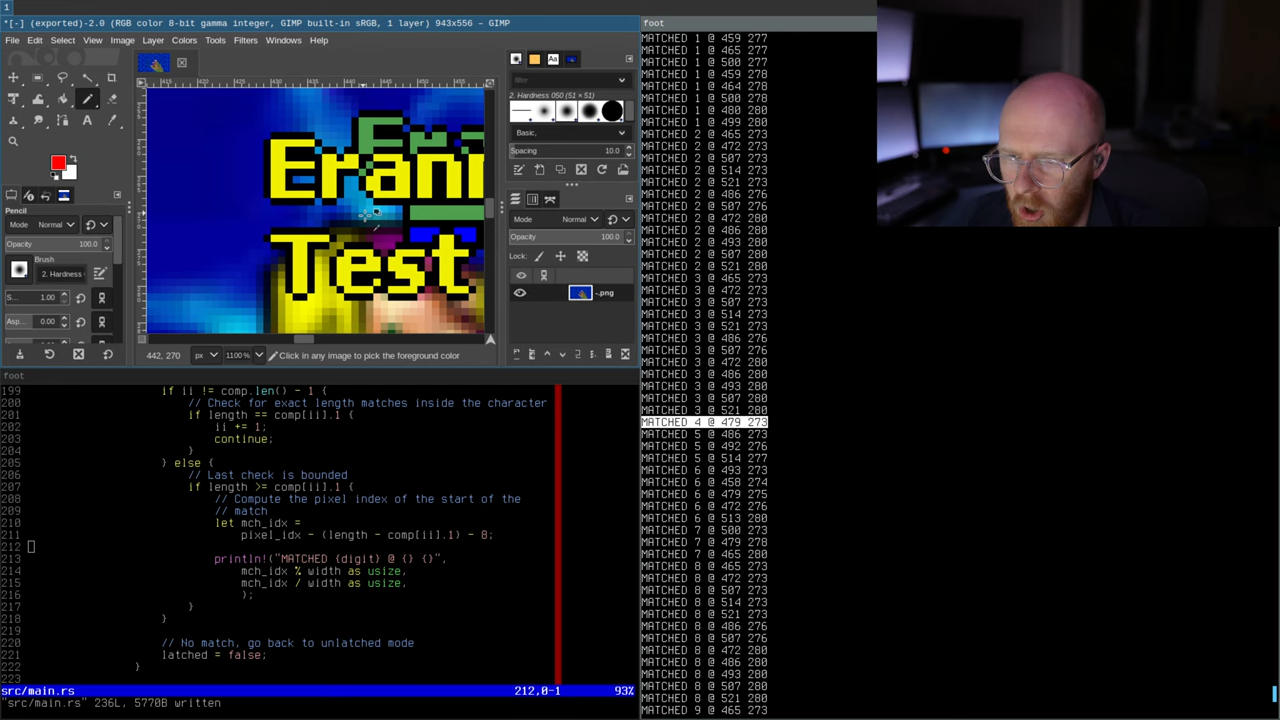 1
*[-] (exported)-2.0 (RGB color 8-bit gamma integer, GIMP built-in sRGB, 1 layer) 943x556 – GIMP
File Edit Select View Image Layer Colors Tools Filters Windows Help
Pencil
Mode Normal
Opacity 100.0
Brush
2. Hardness
S... 1.00
Asp... 0.00
Erani
Test
442, 270 px 1100% Click in any image to pick the foreground color
filter
2. Hardness 050 (51 × 51)
Basic,
Spacing 10.0
Mode Normal
Opacity 100.0
Lock:
-.png
foot
199 if ii != comp.len() - 1 {
200 // Check for exact length matches inside the character
201 if length == comp[ii].1 {
202 ii += 1;
203 continue;
204 }
205 } else {
206 // Last check is bounded
207 if length >= comp[ii].1 {
208 // Compute the pixel index of the start of the
209 // match
210 let mch_idx =
211 pixel_idx - (length - comp[ii].1) - 8;
212
213 println!("MATCHED {digit} @ {} {}",
214 mch_idx % width as usize,
215 mch_idx / width as usize,
216 );
217 }
218 }
219
220 // No match, go back to unlatched mode
221 latched = false;
222 }
223
src/main.rs 212,0-1 93%
"src/main.rs" 236L, 5770B written
foot
MATCHED 1 @ 459 277
MATCHED 1 @ 465 277
MATCHED 1 @ 500 277
MATCHED 1 @ 459 278
MATCHED 1 @ 464 278
MATCHED 1 @ 500 278
MATCHED 1 @ 480 280
MATCHED 1 @ 499 280
MATCHED 2 @ 465 273
MATCHED 2 @ 472 273
MATCHED 2 @ 507 273
MATCHED 2 @ 514 273
MATCHED 2 @ 521 273
MATCHED 2 @ 486 276
MATCHED 2 @ 507 276
MATCHED 2 @ 472 280
MATCHED 2 @ 486 280
MATCHED 2 @ 493 280
MATCHED 2 @ 507 280
MATCHED 2 @ 521 280
MATCHED 3 @ 465 273
MATCHED 3 @ 472 273
MATCHED 3 @ 507 273
MATCHED 3 @ 514 273
MATCHED 3 @ 521 273
MATCHED 3 @ 486 276
MATCHED 3 @ 507 276
MATCHED 3 @ 472 280
MATCHED 3 @ 486 280
MATCHED 3 @ 493 280
MATCHED 3 @ 507 280
MATCHED 3 @ 521 280
MATCHED 4 @ 479 273
MATCHED 5 @ 486 273
MATCHED 5 @ 492 276
MATCHED 5 @ 514 277
MATCHED 6 @ 493 273
MATCHED 6 @ 458 274
MATCHED 6 @ 479 275
MATCHED 6 @ 472 276
MATCHED 6 @ 513 280
MATCHED 7 @ 500 273
MATCHED 7 @ 479 278
MATCHED 7 @ 465 280
MATCHED 8 @ 465 273
MATCHED 8 @ 472 273
MATCHED 8 @ 507 273
MATCHED 8 @ 514 273
MATCHED 8 @ 521 273
MATCHED 8 @ 486 276
MATCHED 8 @ 507 276
MATCHED 8 @ 472 280
MATCHED 8 @ 486 280
MATCHED 8 @ 493 280
MATCHED 8 @ 507 280
MATCHED 8 @ 521 280
MATCHED 9 @ 465 273